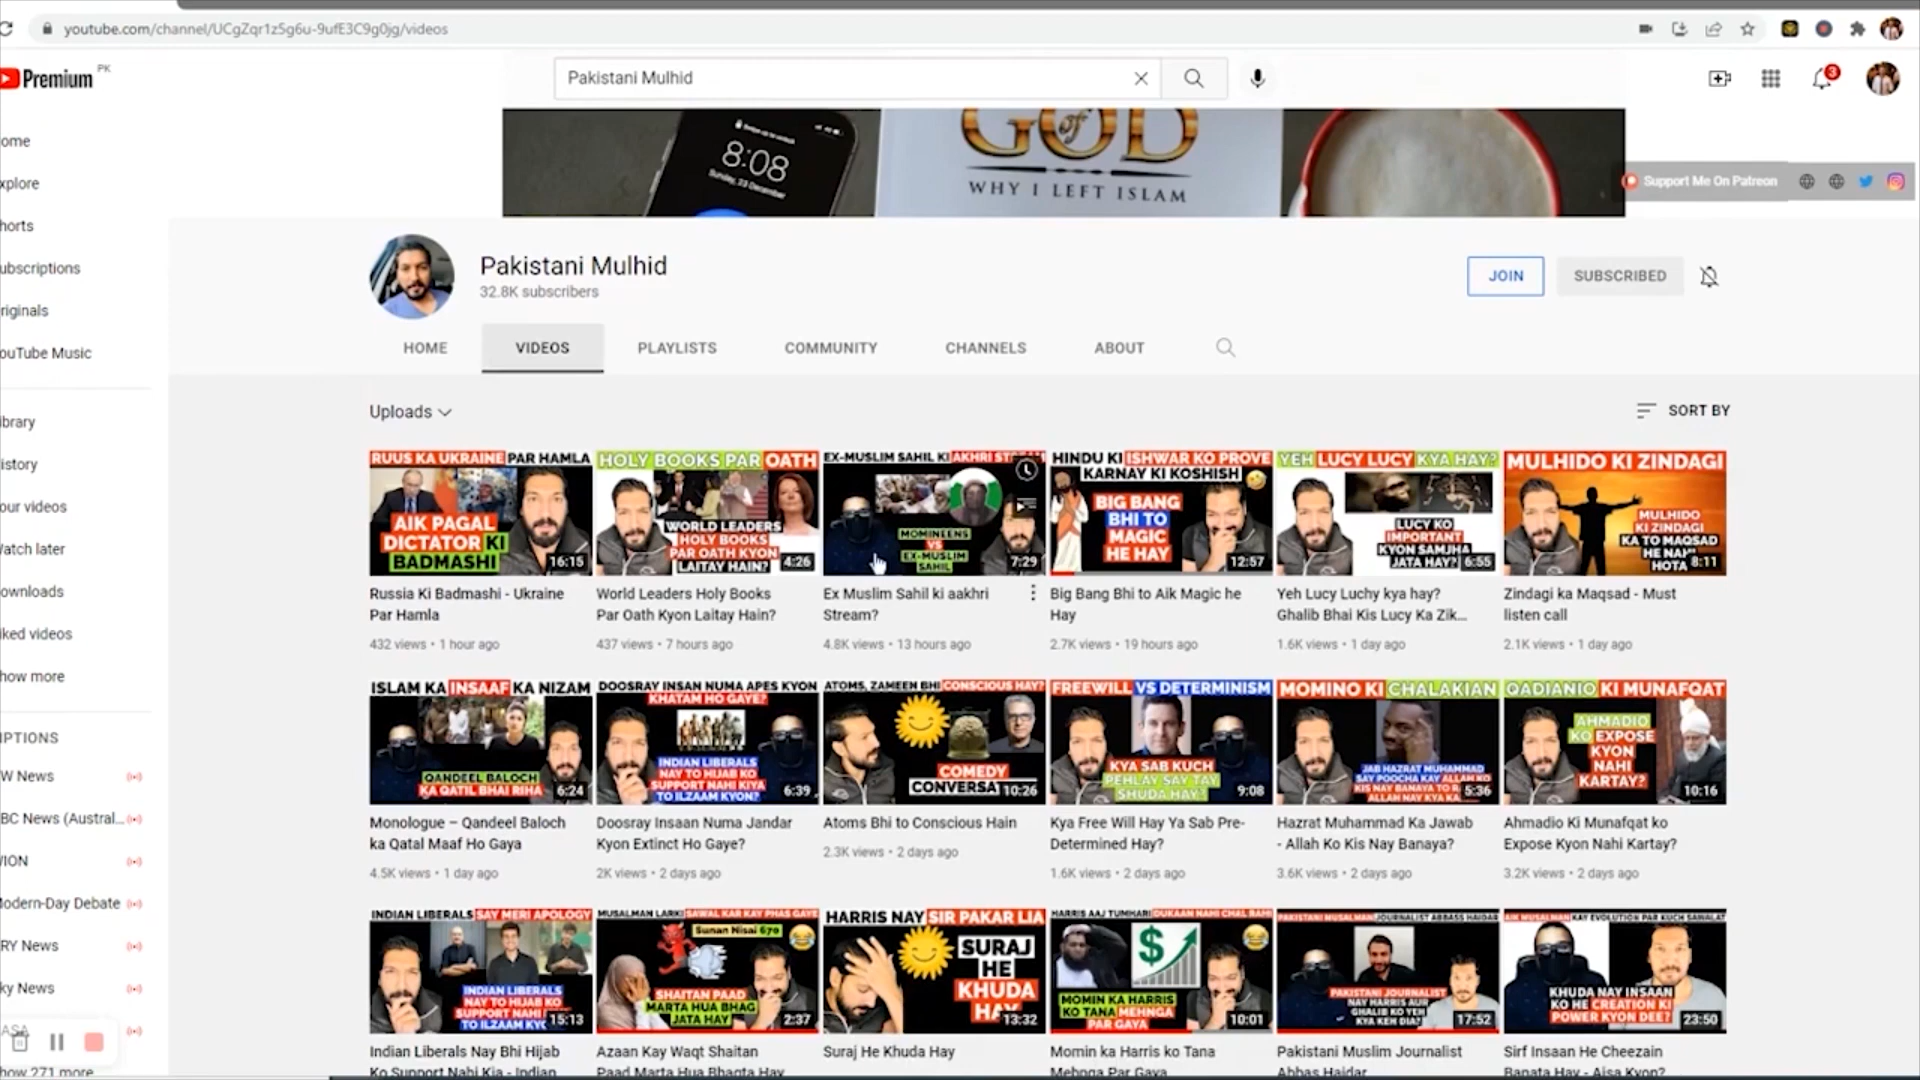 youtube.com/channel/UCgZqr1z5g6u-9ufE3C9g0jg/videos
Premium PK
Pakistani Mulhid
3
8:08
Sunday, 23 December
GOD
of
WHY I LEFT ISLAM
Support Me On Patreon
ome
xplore
horts
ubscriptions
riginals
ouTube Music
ibrary
istory
our videos
Vatch later
ownloads
iked videos
how more
IPTIONS
W News
BC News (Austral...
/ION
lodern-Day Debate
RY News
ky News
ASA
how 271 more
Pakistani Mulhid
32.8K subscribers
JOIN
SUBSCRIBED
HOME
VIDEOS
PLAYLISTS
COMMUNITY
CHANNELS
ABOUT
Uploads
SORT BY
RUUS KA UKRAINE PAR HAMLA
AIK PAGAL
DICTATOR KI
BADMASHI
16:15
Russia Ki Badmashi - Ukraine
Par Hamla
432 views • 1 hour ago
HOLY BOOKS PAR OATH
WORLD LEADERS
HOLY BOOKS
PAR OATH KYON
LAITAY HAIN?
4:26
World Leaders Holy Books
Par Oath Kyon Laitay Hain?
437 views • 7 hours ago
EX-MUSLIM SAHIL KI AKHRI
MOMINEENS
VS
EX-MUSLIM
SAHIL
7:29
Ex Muslim Sahil ki aakhri
Stream?
4.8K views • 13 hours ago
HINDU KI ISHWAR KO PROVE
KARNAY KI KOSHISH
BIG BANG
BHI TO
MAGIC
HE HAY
12:57
Big Bang Bhi to Aik Magic he
Hay
2.7K views • 19 hours ago
YEH LUCY LUCY KYA HAY?
LUCY KO
IMPORTANT
KYON SAMJHA
JATA HAY?
6:55
Yeh Lucy Luchy kya hay?
Ghalib Bhai Kis Lucy Ka Zik...
1.6K views • 1 day ago
MULHIDO KI ZINDAGI
MULHIDO
KI ZINDAGI
KA TO MAQSAD
HE NAHI
HOTA
8:11
Zindagi ka Maqsad - Must
listen call
2.1K views • 1 day ago
ISLAM KA INSAAF KA NIZAM
QANDEEL BALOCH
KA QATIL BHAI RIHA
6:24
Monologue – Qandeel Baloch
ka Qatal Maaf Ho Gaya
4.5K views • 1 day ago
DOOSRAY INSAN NUMA APES KYON
KHATAM HO GAYE?
INDIAN LIBERALS
NAY TO HIJAB KO
SUPPORT NAHI KIYA
TO ILZAAM KYON?
6:39
Doosray Insaan Numa Jandar
Kyon Extinct Ho Gaye?
2K views • 2 days ago
ATOMS, ZAMEEN BHI CONSCIOUS HAY?
COMEDY
CONVERSAT
10:26
Atoms Bhi to Conscious Hain
2.3K views • 2 days ago
FREEWILL VS DETERMINISM
KYA SAB KUCH
PEHLAY SAY TAY
SHUDA HAY?
9:08
Kya Free Will Hay Ya Sab Pre-
Determined Hay?
1.6K views • 2 days ago
MOMINO KI CHALAKIAN
JAB HAZRAT MUHAMMAD
SAY POOCHA KAY ALLAH KO
KIS NAY BANAYA TO
ALLAH NAY KYA
5:36
Hazrat Muhammad Ka Jawab
- Allah Ko Kis Nay Banaya?
3.6K views • 2 days ago
QADIANIO KI MUNAFQAT
AHMADIO
KO EXPOSE
KYON
NAHI
KARTAY?
10:16
Ahmadio Ki Munafqat ko
Expose Kyon Nahi Kartay?
3.2K views • 2 days ago
INDIAN LIBERALS SAY MERI APOLOGY
INDIAN LIBERALS
NAY TO HIJAB KO
SUPPORT NAHI
TO ILZAAM KYO
15:13
Indian Liberals Nay Bhi Hijab
Ko Support Nahi Kia - Indian
MUSALMAN LARKI SAWAL KAR KAY PHAS GAYE
Sunan Nisai 670
SHAITAN PAAD
MARTA HUA BHAG
JATA HAY
2:37
Azaan Kay Waqt Shaitan
Paad Marta Hua Bhagta Hay
HARRIS NAY SIR PAKAR LIA
SURAJ
HE
KHUDA
HAY
13:32
Suraj He Khuda Hay
HARRIS AAJ TUMHARI DUKAAN NAHI CHAL RAHI
$
MOMIN KA HARRIS
KO TANA MEHNGA
PAR GAYA
10:01
Momin ka Harris ko Tana
Mehnga Par Gaya
PAKISTANI MUSALMAN JOURNALIST ABBASS HAIDAR
PAKISTANI JOURNALIST
NAY HARRIS AUR
GHALIB KO YEH
KYA KEH DIA?
17:52
Pakistani Muslim Journalist
Abbas Haidar
AIK MUSALMAN KAY EVOLUTION PAR KUCH SAWALAT
KHUDA NAY INSAAN
KO HE CREATION KI
POWER KYON DEE?
23:50
Sirf Insaan He Cheezain
Banata Hay - Aisa Kyon?